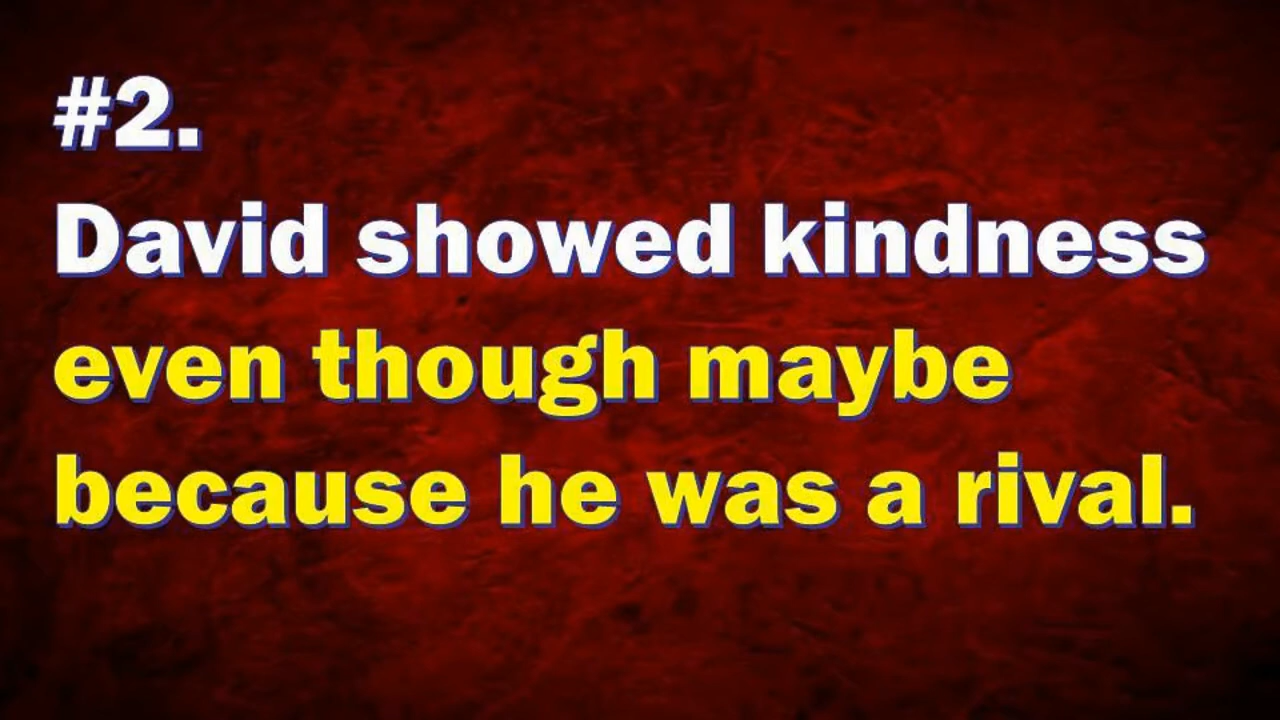 #2.
David showed kindness
even though maybe
because he was a rival.